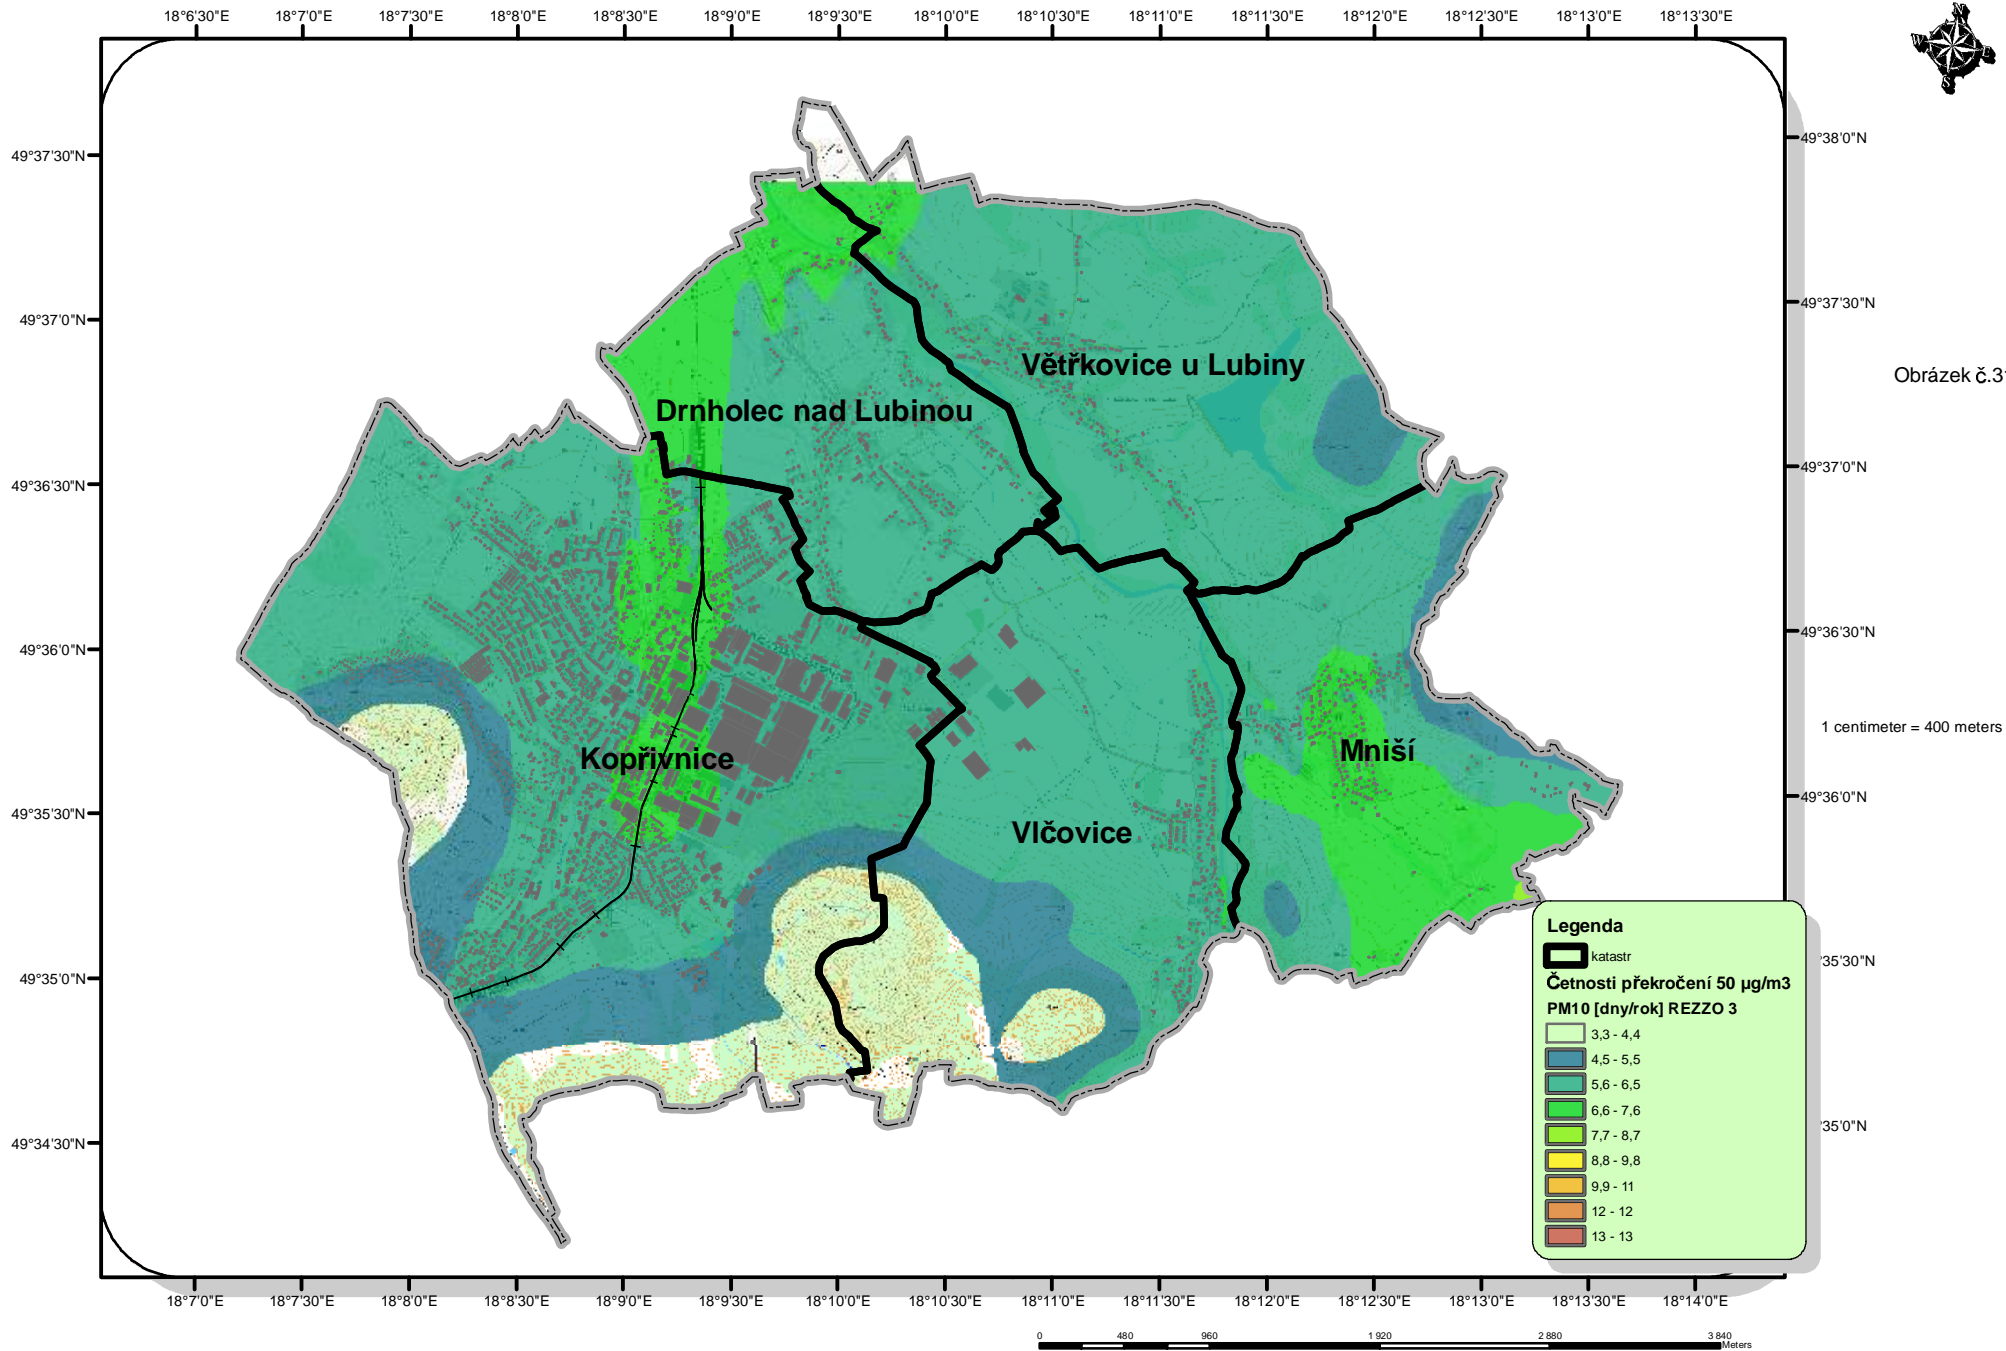 18°6'30"E 18°7'0"E 18°7'30"E 18°8'0"E 18°8'30"E 18°9'0"E 18°9'30"E 18°10'0"E 18°10'30"E 18°11'0"E 18°11'30"E 18°12'0"E 18°12'30"E 18°13'0"E 18°13'30"E
N
W
E
S
49°37'30"N
49°37'0"N
49°36'30"N
49°36'0"N
49°35'30"N
49°35'0"N
49°34'30"N
49°38'0"N
49°37'30"N
49°37'0"N
49°36'30"N
49°36'0"N
°35'30"N
°35'0"N
Obrázek č.31
1 centimeter = 400 meters
Větřkovice u Lubiny
Drnholec nad Lubinou
Kopřivnice
Mniší
Vlčovice
Legenda
katastr
Četnosti překročení 50 µg/m3
PM10 [dny/rok] REZZO 3
3,3 - 4,4
4,5 - 5,5
5,6 - 6,5
6,6 - 7,6
7,7 - 8,7
8,8 - 9,8
9,9 - 11
12 - 12
13 - 13
18°7'0"E 18°7'30"E 18°8'0"E 18°8'30"E 18°9'0"E 18°9'30"E 18°10'0"E 18°10'30"E 18°11'0"E 18°11'30"E 18°12'0"E 18°12'30"E 18°13'0"E 18°13'30"E 18°14'0"E
0 480 960 1 920 2 880 3 840
Meters